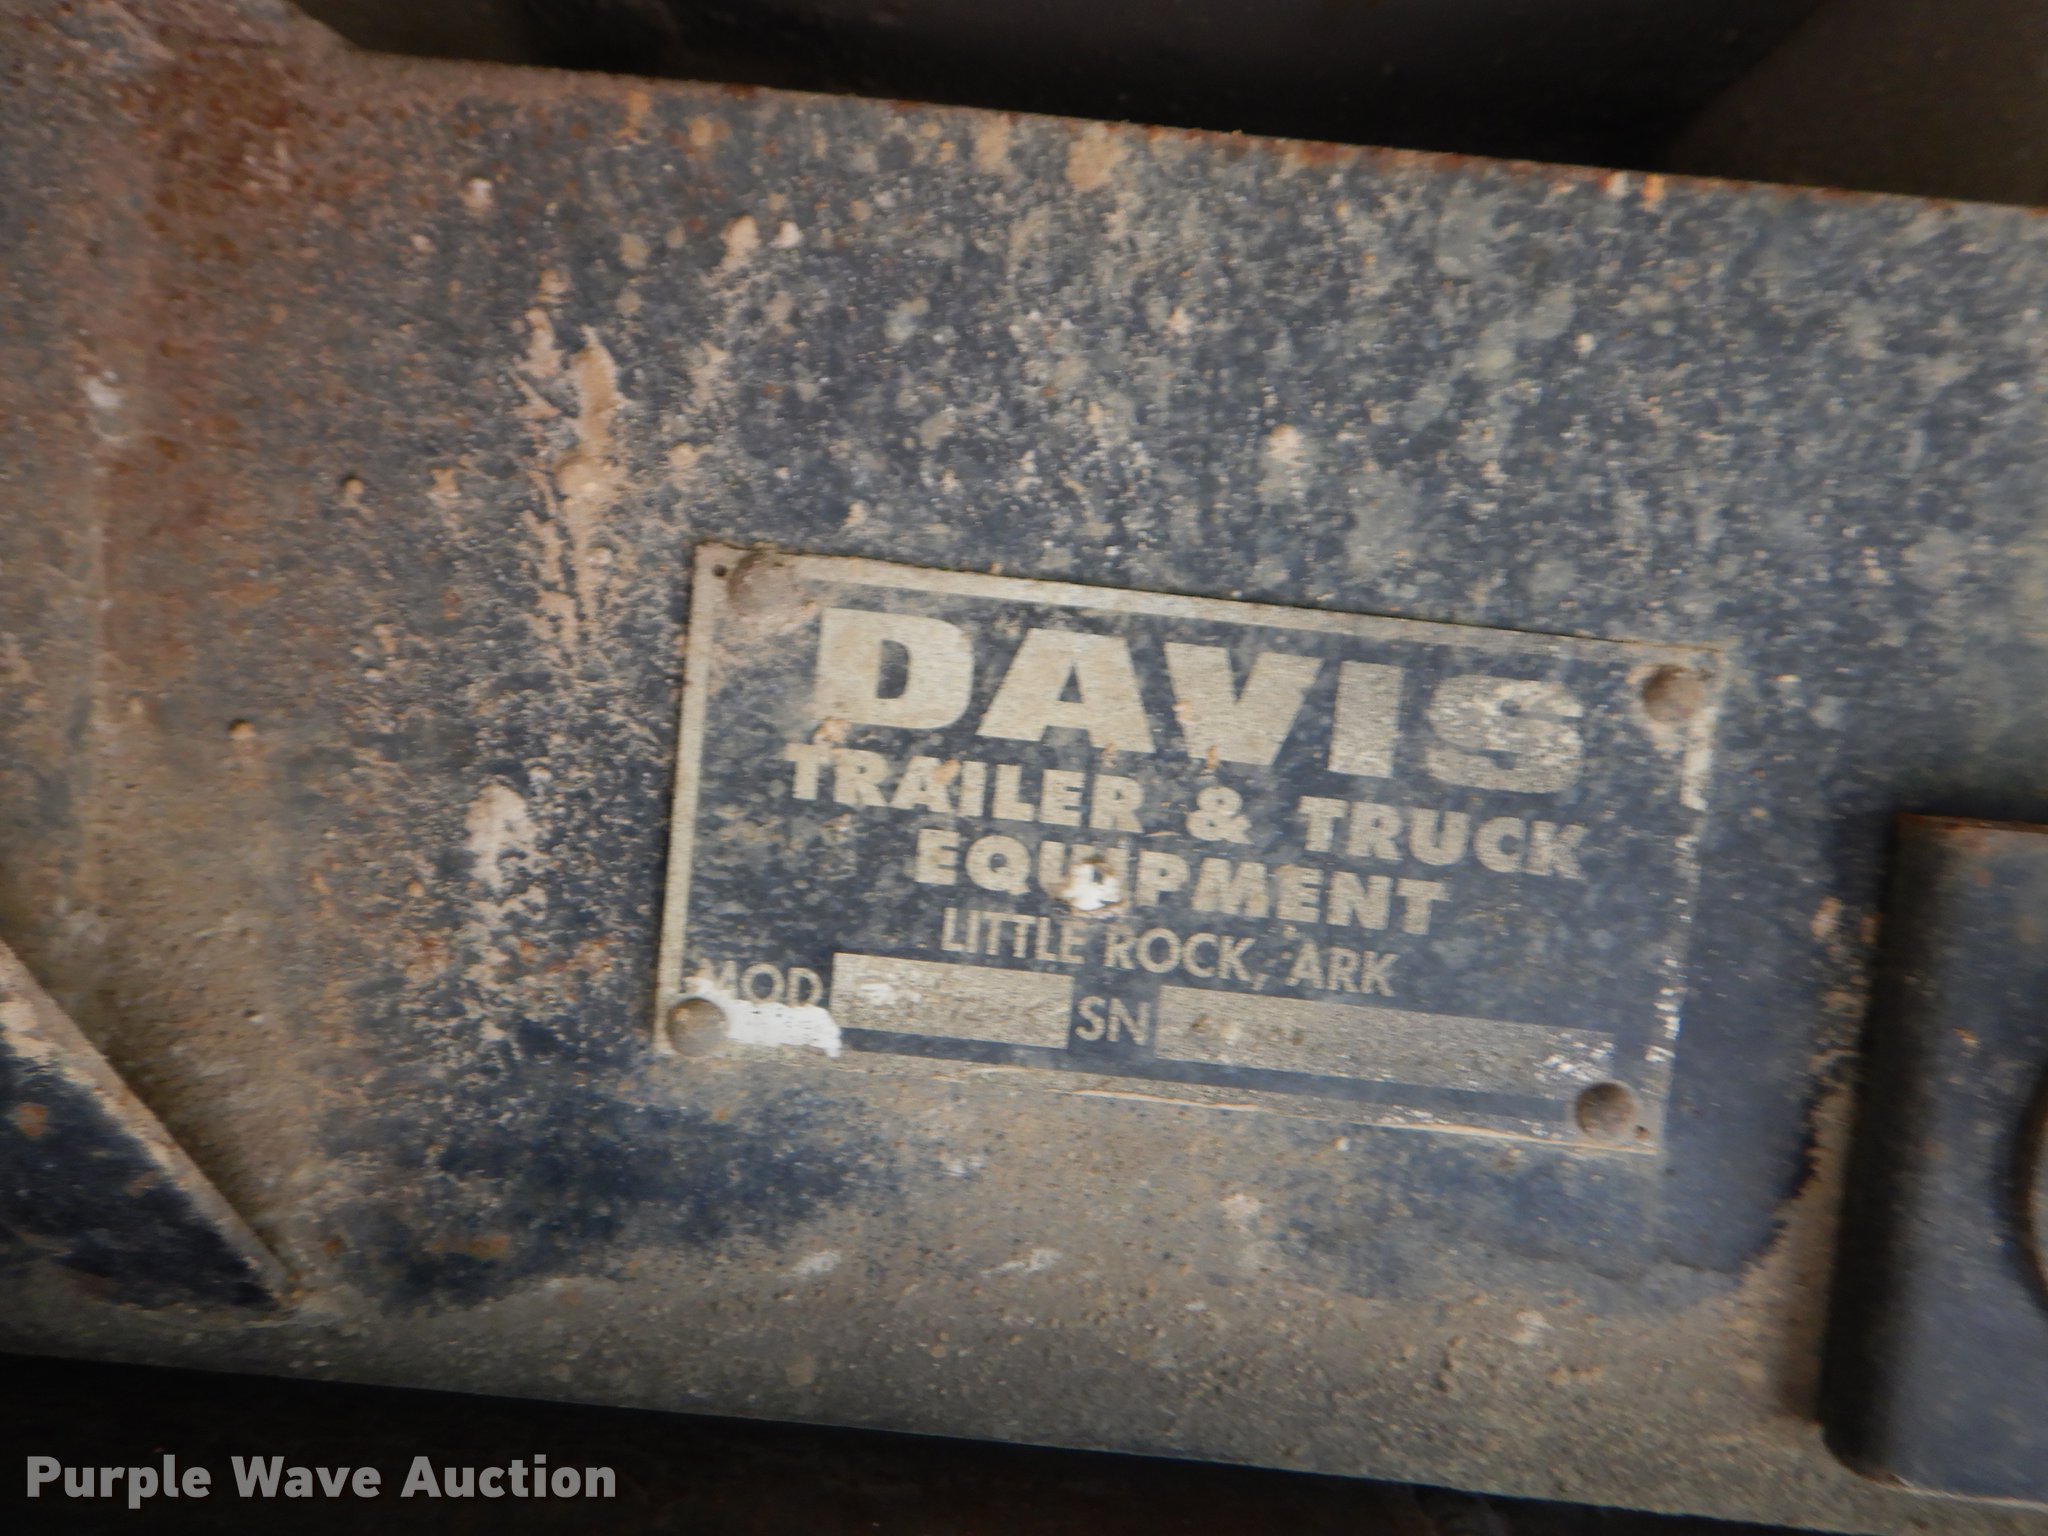 DAVIS
TRAILER & TRUCK
EQUIPMENT
LITTLE ROCK, ARK
MOD SN
Purple Wave Auction